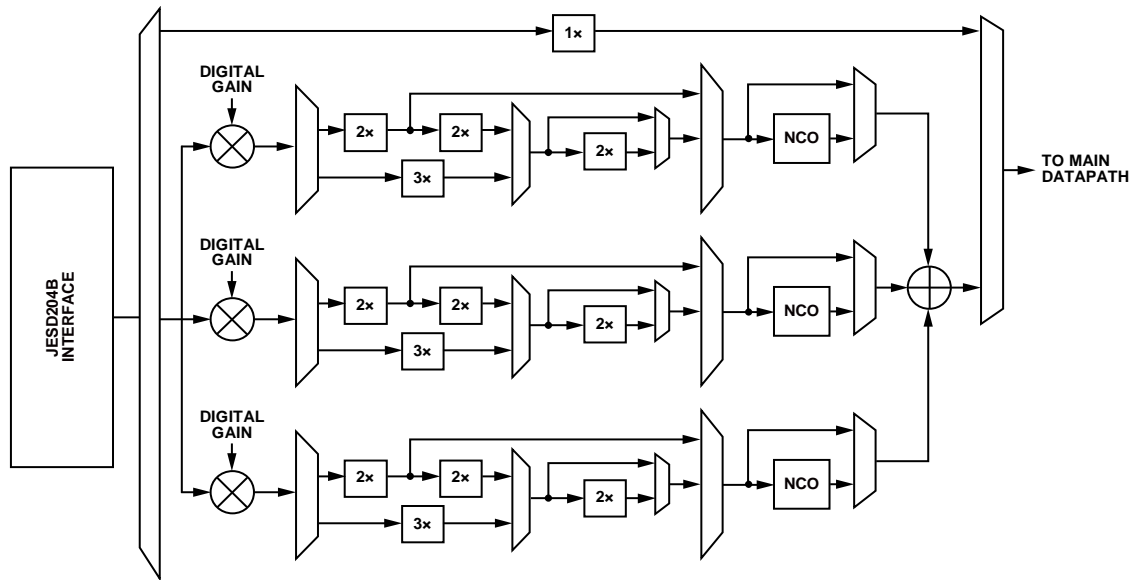 1×
DIGITAL
GAIN
2×
2×
3×
2×
NCO
TO MAIN
DATAPATH
JESD204B
INTERFACE
DIGITAL
GAIN
2×
2×
3×
2×
NCO
DIGITAL
GAIN
2×
2×
3×
2×
NCO